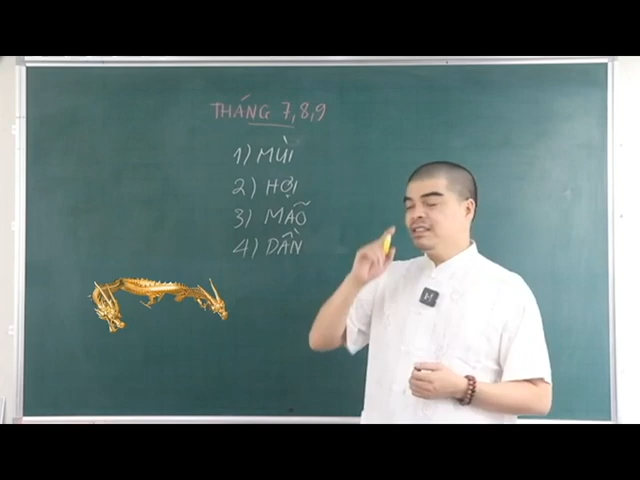 THÁNG 7,8,9
1) MÙI
2) HỢI
3) MÃO
4) DẦN